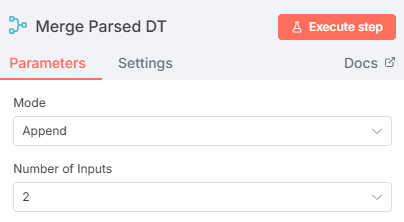 Merge Parsed DT
Execute step
Parameters
Settings
Docs
Mode
Append
Number of Inputs
2